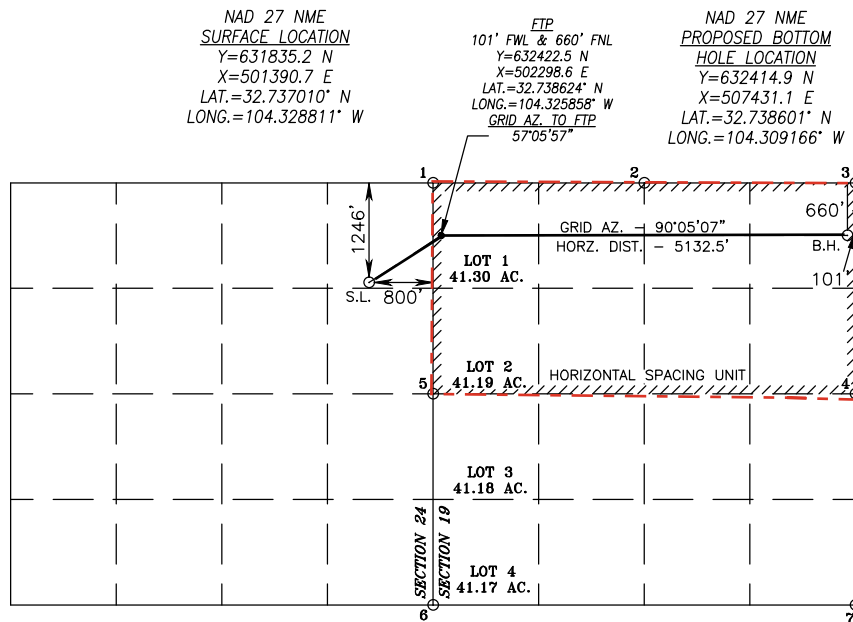 NAD 27 NME
SURFACE LOCATION
Y=631835.2 N
X=501390.7 E
LAT.=32.737010° N
LONG.=104.328811° W
FTP
101' FWL & 660' FNL
Y=632422.5 N
X=502298.6 E
LAT.=32.738624° N
LONG.=104.325858° W
GRID AZ. TO FTP
57°05'57"
NAD 27 NME
PROPOSED BOTTOM
HOLE LOCATION
Y=632414.9 N
X=507431.1 E
LAT.=32.738601° N
LONG.=104.309166° W
1
2
3
1246'
660'
GRID AZ. - 90°05'07"
HORZ. DIST. - 5132.5'
B.H.
LOT 1
41.30 AC.
101'
S.L.
800'
LOT 2
41.19 AC.
HORIZONTAL SPACING UNIT
5
4
LOT 3
41.18 AC.
SECTION 24
SECTION 19
LOT 4
41.17 AC.
6
7